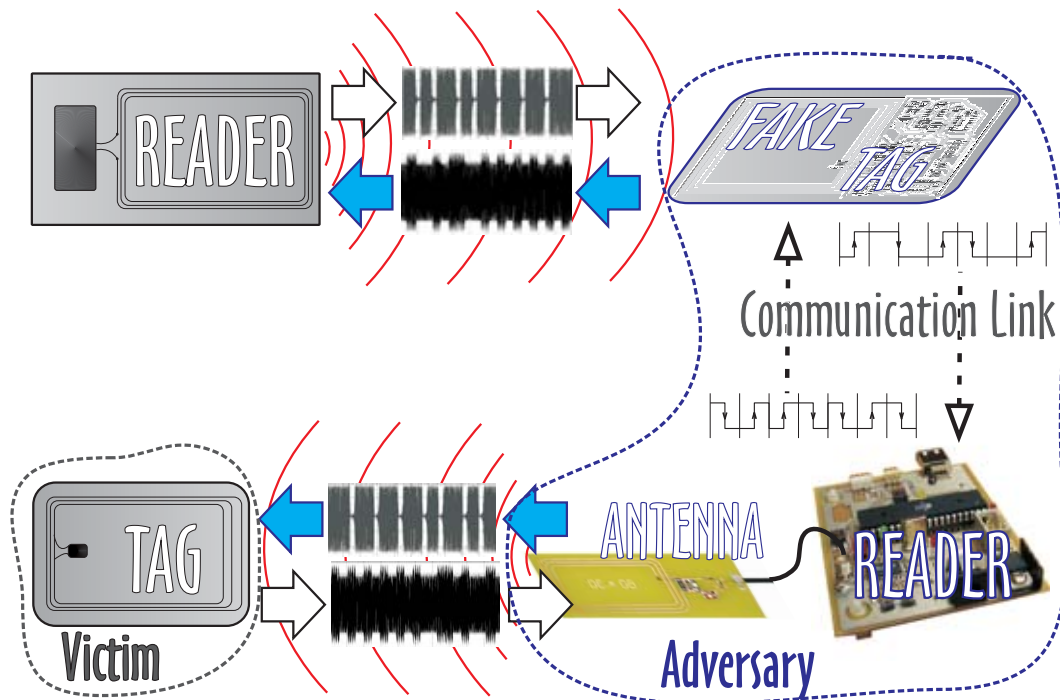 READER
FAKE
TAG
Communication Link
TAG
ANTENNA
READER
Victim
Adversary